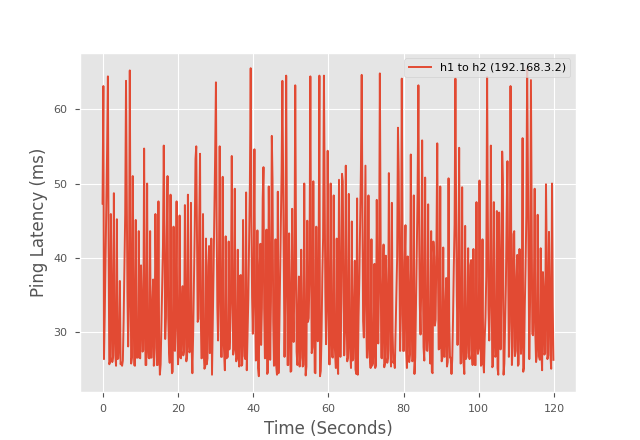 h1 to h2 (192.168.3.2)
Ping Latency (ms)
60
50
40
30
0 20 40 60 80 100 120
Time (Seconds)